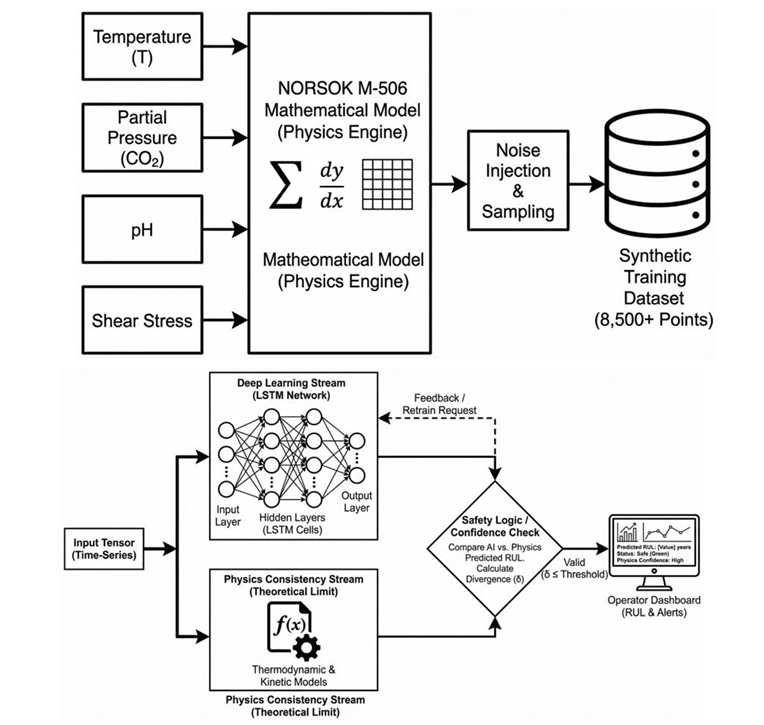 Temperature
(T)
Partial
Pressure
(CO₂)
pH
Shear Stress
NORSOK M-506
Mathematical Model
(Physics Engine)
∑ dy
dx
Matheomatical Model
(Physics Engine)
Noise
Injection
&
Sampling
Synthetic
Training
Dataset
(8,500+ Points)
Deep Learning Stream
(LSTM Network)
Input
Layer
Hidden Layers
(LSTM Cells)
Output
Layer
Feedback /
Retrain Request
Input Tensor
(Time-Series)
Physics Consistency Stream
(Theoretical Limit)
f(x)
Thermodynamic &
Kinetic Models
Physics Consistency Stream
(Theoretical Limit)
Safety Logic /
Confidence Check
Compare AI vs. Physics
Predicted RUL.
Calculate
Divergence (δ)
Valid
(δ ≤ Threshold)
Predicted RUL: [Value] years
Status: Safe (Green)
Physics Confidence: High
Operator Dashboard
(RUL & Alerts)